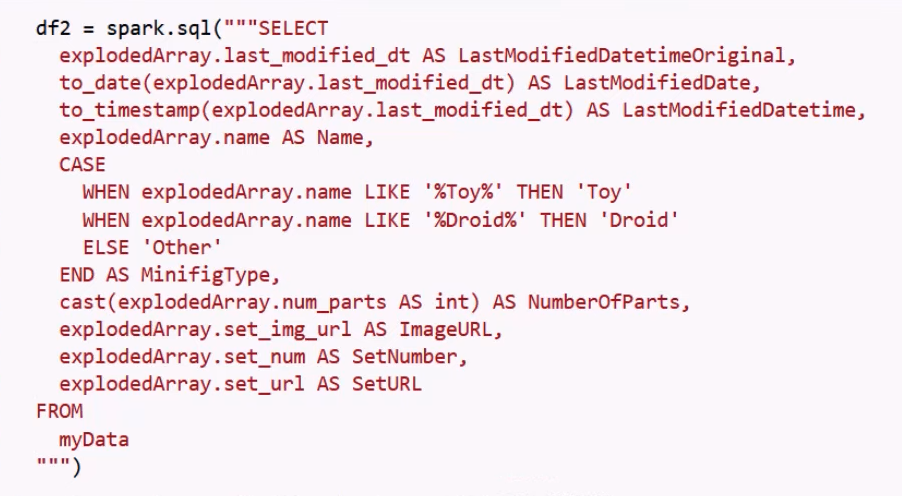 df2 = spark.sql("""SELECT
  explodedArray.last_modified_dt AS LastModifiedDatetimeOriginal,
  to_date(explodedArray.last_modified_dt) AS LastModifiedDate,
  to_timestamp(explodedArray.last_modified_dt) AS LastModifiedDatetime,
  explodedArray.name AS Name,
  CASE
    WHEN explodedArray.name LIKE '%Toy%' THEN 'Toy'
    WHEN explodedArray.name LIKE '%Droid%' THEN 'Droid'
    ELSE 'Other'
  END AS MinifigType,
  cast(explodedArray.num_parts AS int) AS NumberOfParts,
  explodedArray.set_img_url AS ImageURL,
  explodedArray.set_num AS SetNumber,
  explodedArray.set_url AS SetURL
FROM
  myData
""")